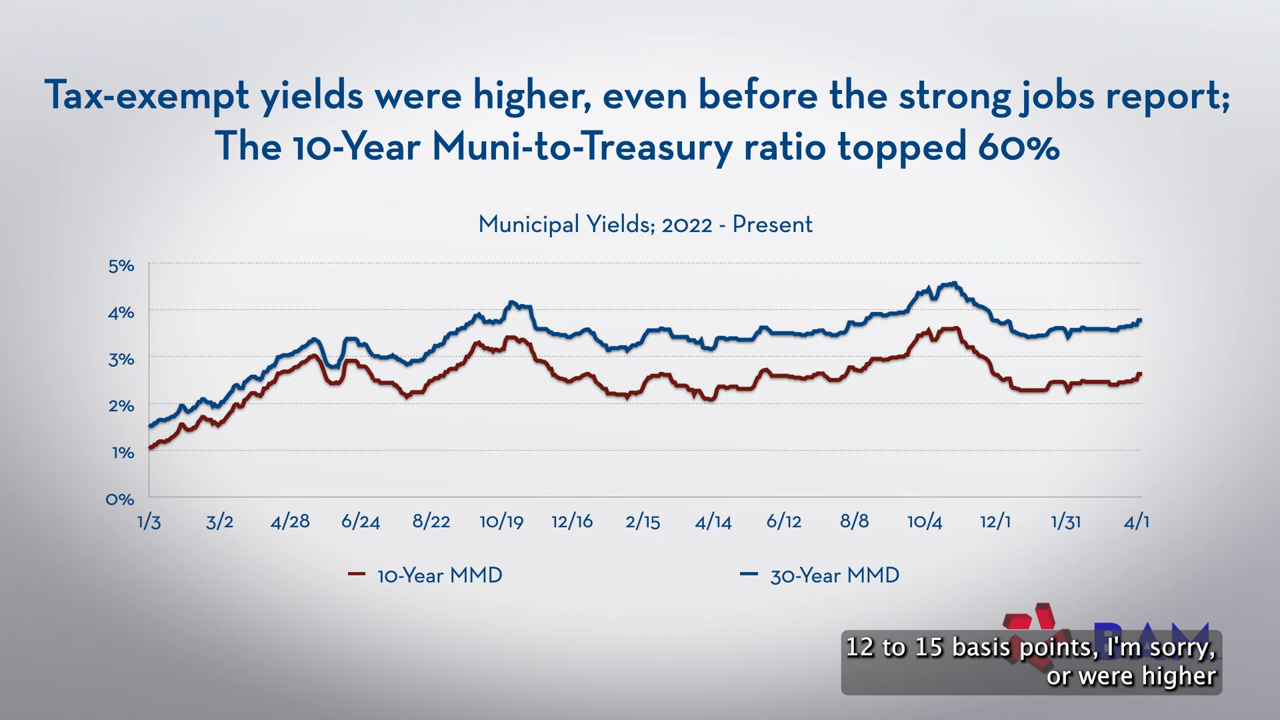 Tax-exempt yields were higher, even before the strong jobs report;
The 10-Year Muni-to-Treasury ratio topped 60%
Municipal Yields; 2022 - Present
5%
4%
3%
2%
1%
0%
1/3 3/2 4/28 6/24 8/22 10/19 12/16 2/15 4/14 6/12 8/8 10/4 12/1 1/31 4/1
10-Year MMD 30-Year MMD
BAM
12 to 15 basis points, I'm sorry,
or were higher